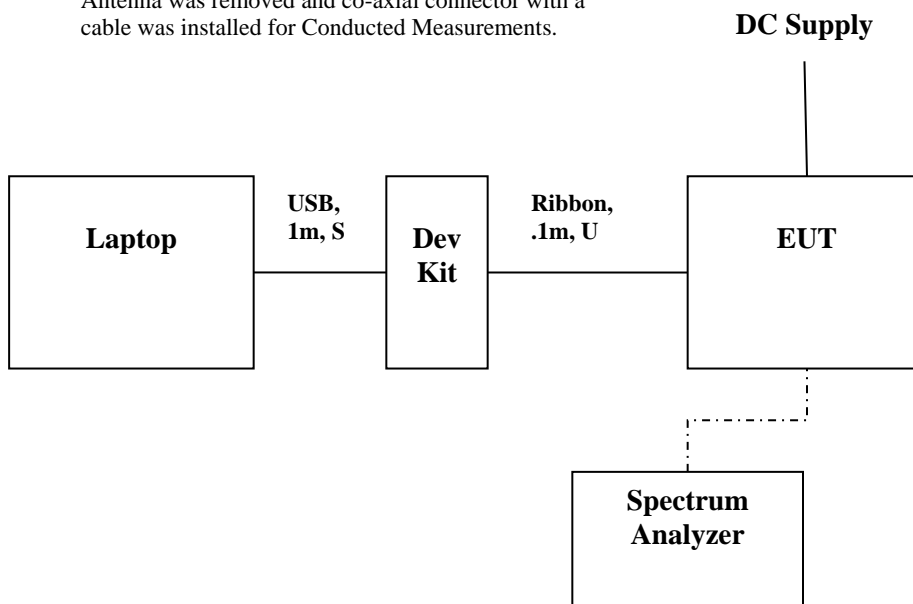 Antenna was removed and co-axial connector with a
cable was installed for Conducted Measurements.
DC Supply
Laptop
USB,
1m, S
Dev
Kit
Ribbon,
.1m, U
EUT
Spectrum
Analyzer